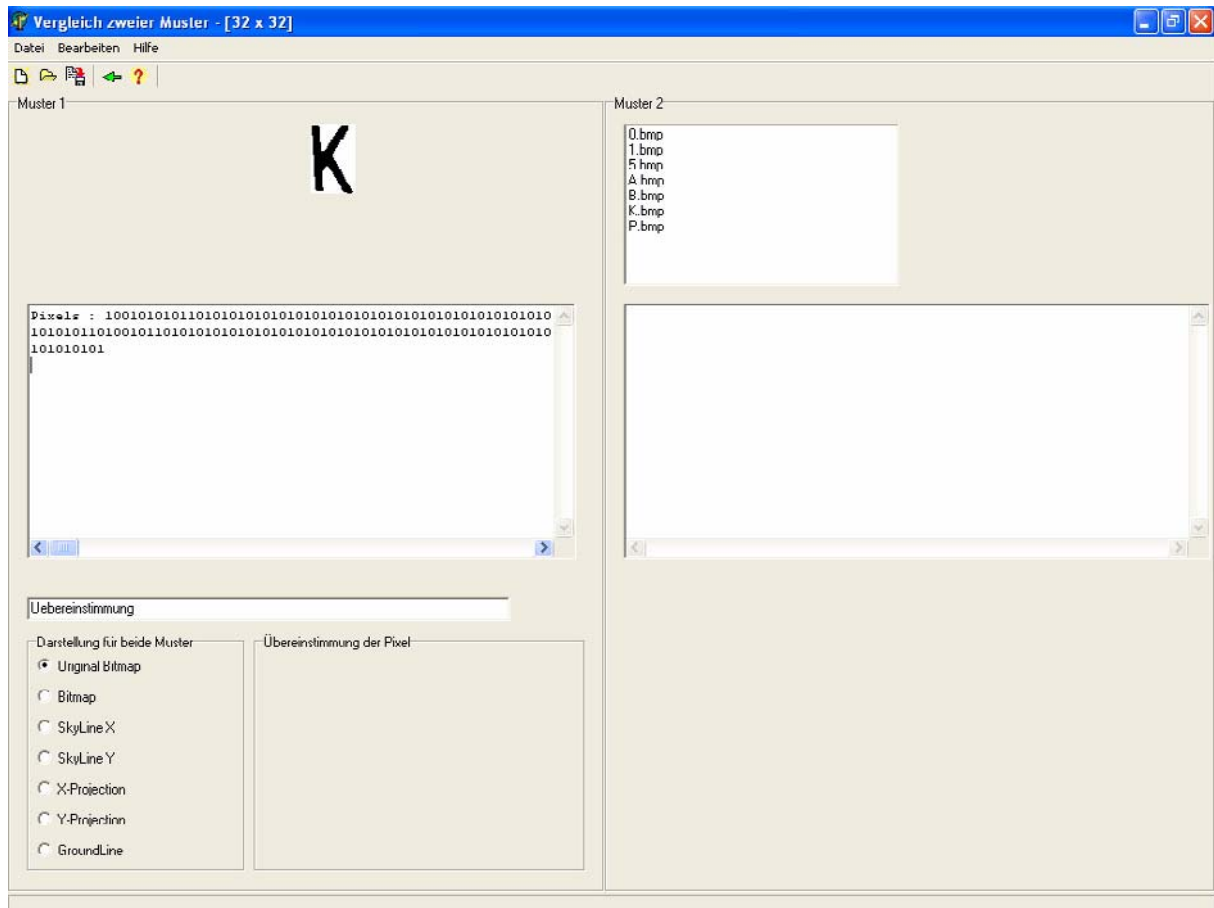 Vergleich zweier Muster - [32 x 32]
Datei Bearbeiten Hilfe
Muster 1
K
Pixels : 1001010101101010101010101010101010101010101010101010101010
1010101101001011010101010101010101010101010101010101010101010101010
101010101
Uebereinstimmung
Darstellung für beide Muster
Original Bitmap
Bitmap
SkyLine X
SkyLine Y
X-Projection
Y-Projection
GroundLine
Übereinstimmung der Pixel
Muster 2
0.bmp
1.bmp
5.bmp
A.bmp
B.bmp
K.bmp
P.bmp